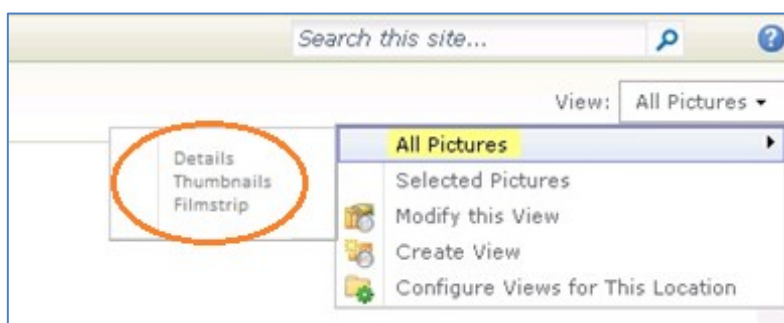 Search this site...
View: All Pictures
All Pictures
Details
Thumbnails
Filmstrip
Selected Pictures
Modify this View
Create View
Configure Views for This Location